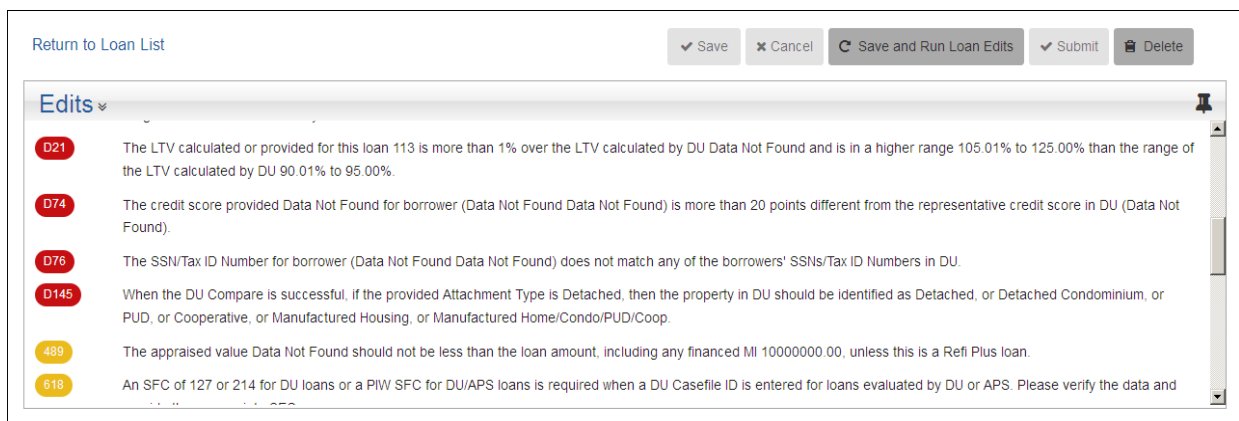 Return to Loan List
Save
Cancel
Save and Run Loan Edits
Submit
Delete
Edits
D21 The LTV calculated or provided for this loan 113 is more than 1% over the LTV calculated by DU Data Not Found and is in a higher range 105.01% to 125.00% than the range of
the LTV calculated by DU 90.01% to 95.00%.
D74 The credit score provided Data Not Found for borrower (Data Not Found Data Not Found) is more than 20 points different from the representative credit score in DU (Data Not
Found).
D76 The SSN/Tax ID Number for borrower (Data Not Found Data Not Found) does not match any of the borrowers' SSNs/Tax ID Numbers in DU.
D145 When the DU Compare is successful, if the provided Attachment Type is Detached, then the property in DU should be identified as Detached, or Detached Condominium, or
PUD, or Cooperative, or Manufactured Housing, or Manufactured Home/Condo/PUD/Coop.
489 The appraised value Data Not Found should not be less than the loan amount, including any financed MI 10000000.00, unless this is a Refi Plus loan.
618 An SFC of 127 or 214 for DU loans or a PIW SFC for DU/APS loans is required when a DU Casefile ID is entered for loans evaluated by DU or APS. Please verify the data and